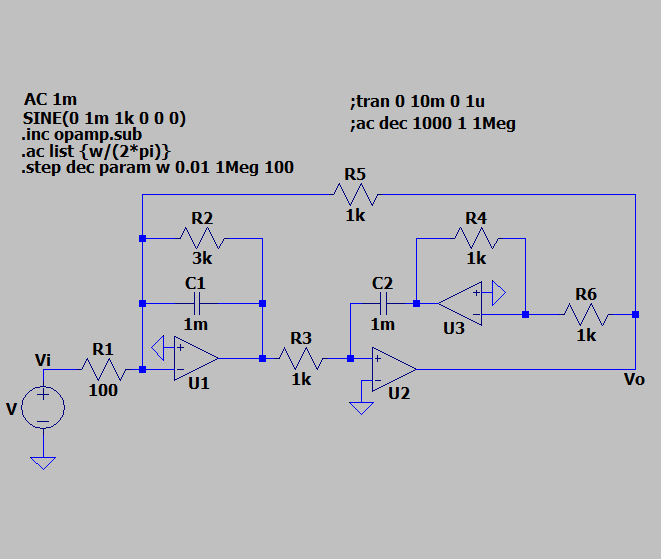 AC 1m
SINE(0 1m 1k 0 0 0)
.inc opamp.sub
.ac list {w/(2*pi)}
.step dec param w 0.01 1Meg 100
;tran 0 10m 0 1u
;ac dec 1000 1 1Meg
R5
1k
R2
3k
R4
1k
C1
1m
C2
1m
R6
1k
U3
Vi
R1
100
U1
R3
1k
U2
Vo
V